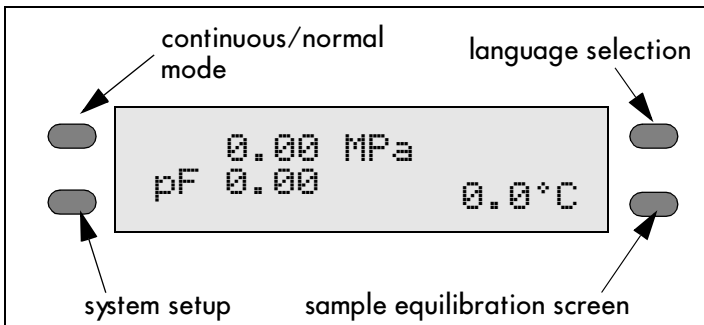 continuous/normal
mode
language selection
0.00 MPa
pF 0.00
0.0°C
system setup
sample equilibration screen